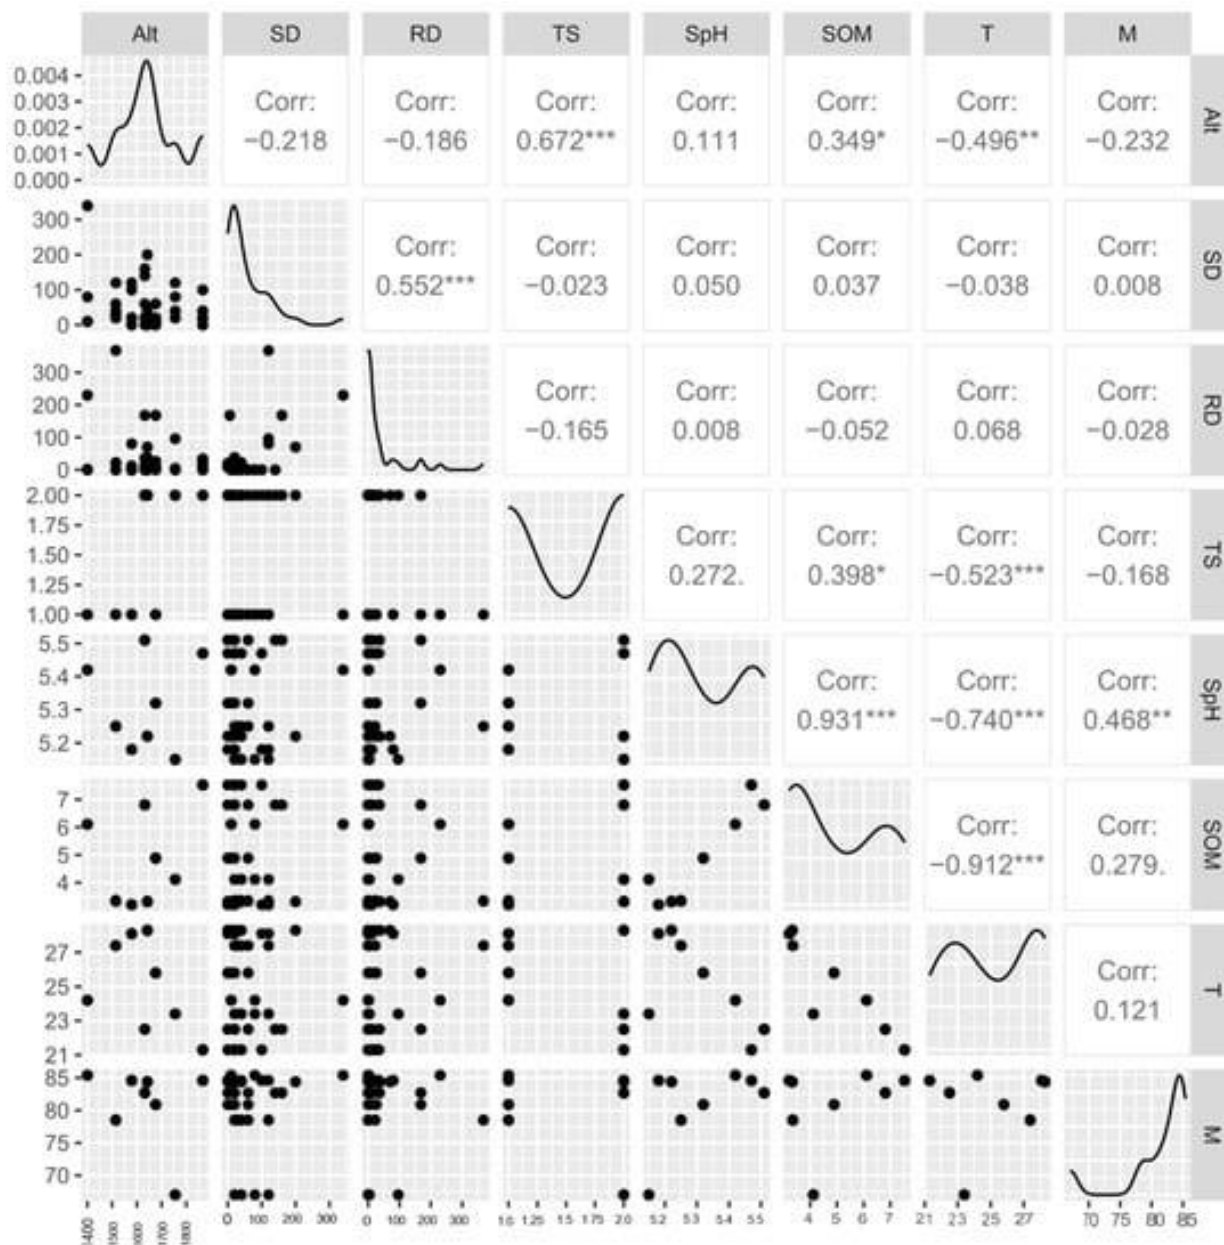 Alt SD RD TS SpH SOM T M
0.004
0.003
0.002
0.001
0.000
Corr: Corr: Corr: Corr: Corr: Corr: Corr:
−0.218 −0.186 0.672*** 0.111 0.349* −0.496** −0.232
Alt
300
200
100
0
Corr: Corr: Corr: Corr: Corr: Corr:
0.552*** −0.023 0.050 0.037 −0.038 0.008
SD
300
200
100
0
Corr: Corr: Corr: Corr: Corr:
−0.165 0.008 −0.052 0.068 −0.028
RD
2.00
1.75
1.50
1.25
1.00
Corr: Corr: Corr: Corr:
0.272. 0.398* −0.523*** −0.168
TS
5.5
5.4
5.3
5.2
Corr: Corr: Corr:
0.931*** −0.740*** 0.468**
SpH
7
6
5
4
Corr: Corr:
−0.912*** 0.279.
SOM
27
25
23
21
Corr:
0.121
T
85
80
75
70
M
1400 1500 1600 1700 1800 0 100 200 300 0 100 200 300 1.25 1.5 1.75 2.0 5.2 5.3 5.4 5.5 4 5 6 7 21 23 25 27 70 75 80 85